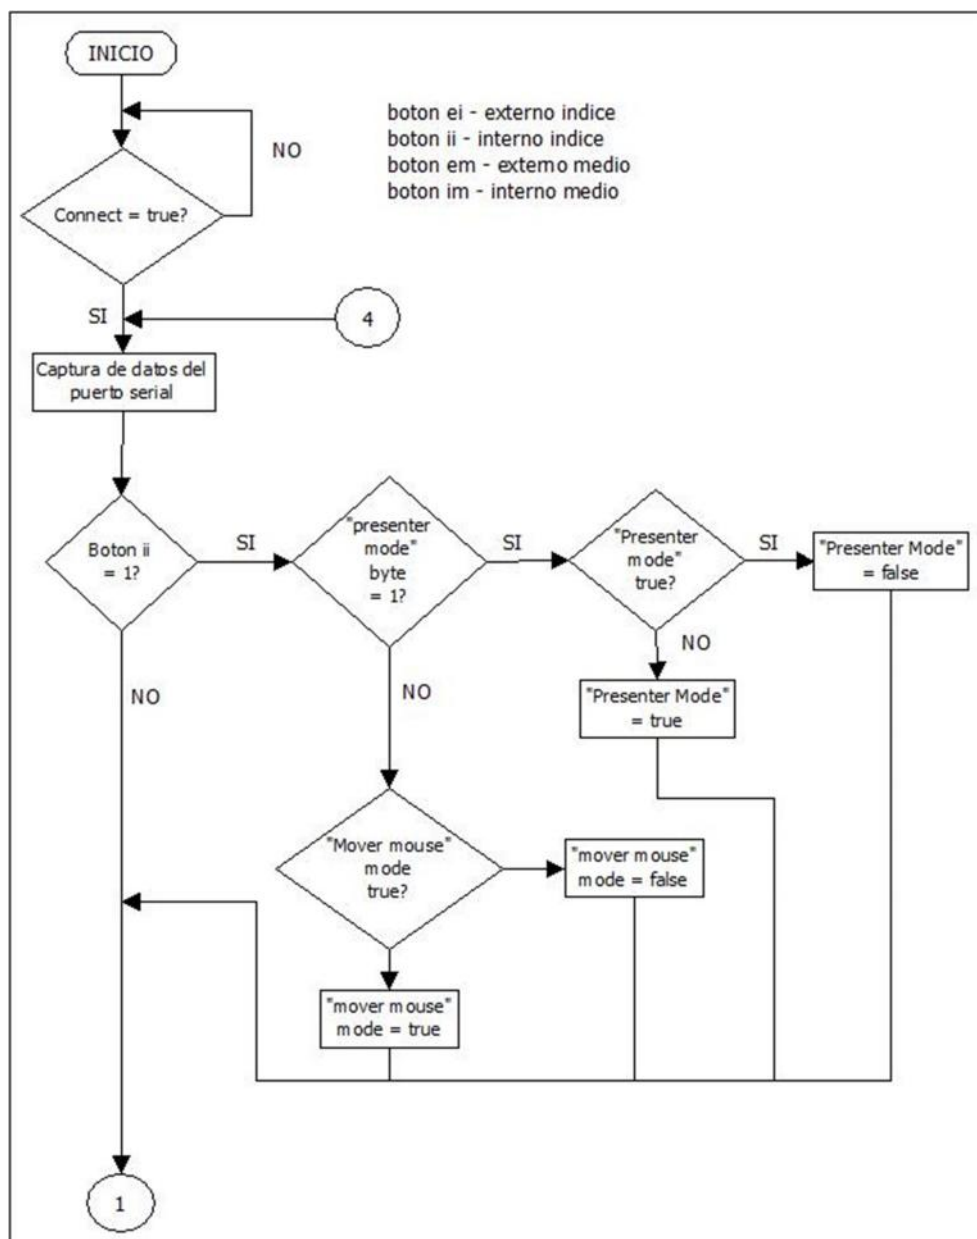 INICIO
boton ei - externo indice
boton ii - interno indice
boton em - externo medio
boton im - interno medio
NO
Connect = true?
SI
4
Captura de datos del
puerto serial
Boton ii
= 1?
SI
"presenter
mode"
byte
= 1?
SI
"Presenter
mode"
true?
SI
"Presenter Mode"
= false
NO
NO
NO
"Presenter Mode"
= true
"Mover mouse"
mode
true?
"mover mouse"
mode = false
"mover mouse"
mode = true
1